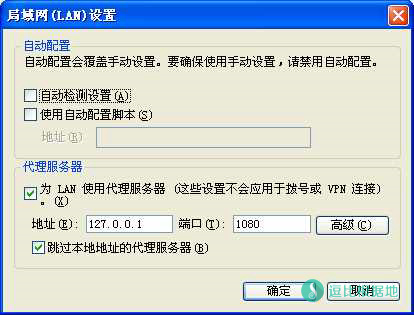 局域网(LAN)设置
自动配置
自动配置会覆盖手动设置。要确保使用手动设置，请禁用自动配置。
自动检测设置(A)
使用自动配置脚本(S)
地址(R)
代理服务器
为 LAN 使用代理服务器 (这些设置不会应用于拨号或 VPN 连接)
。(X)
地址(E): 127.0.0.1 端口(T): 1080 高级(C)
跳过本地地址的代理服务器(B)
确定 取消
逗比根据地